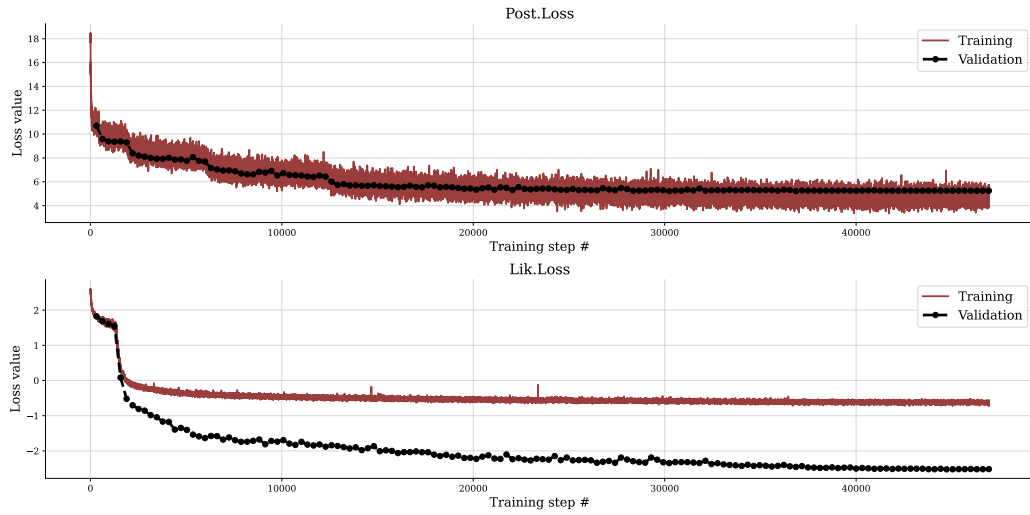 Post.Loss
Loss value
18
16
14
12
10
8
6
4
0
10000
20000
30000
40000
Training step #
Training
Validation
Lik.Loss
Loss value
2
1
0
−1
−2
0
10000
20000
30000
40000
Training step #
Training
Validation